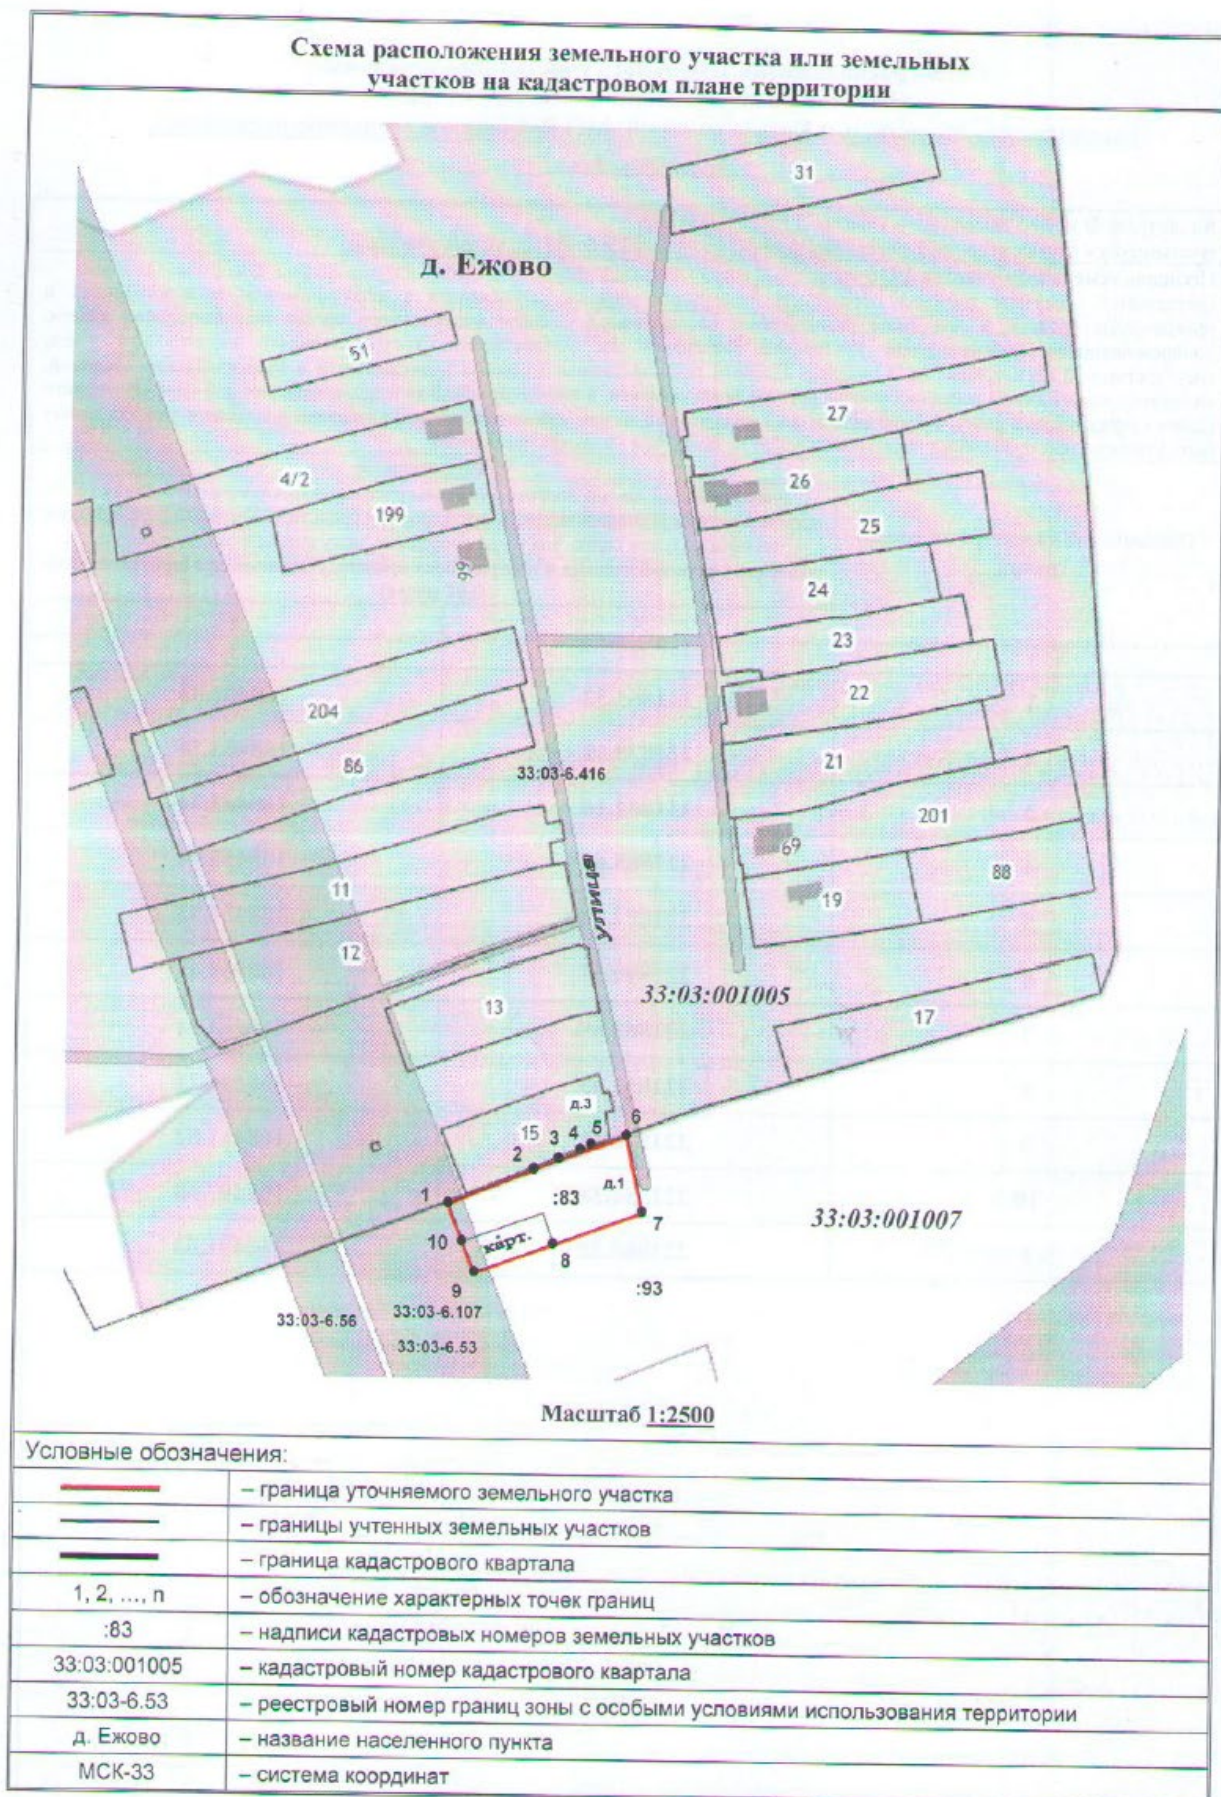 Схема расположения земельного участка или земельных
участков на кадастровом плане территории
31
д. Ежово
51
27
4/2
26
199
25
66
24
23
204
22
86
33:03-6.416
21
201
69
88
улица
11
19
12
33:03:001005
13
17
д.3
15
6
5
4
3
2
д.1
:83
1
7
33:03:001007
10
карт.
8
9
:93
33:03-6.56
33:03-6.107
33:03-6.53
Масштаб 1:2500
Условные обозначения:
– граница уточняемого земельного участка
– границы учтенных земельных участков
– граница кадастрового квартала
1, 2, ..., n – обозначение характерных точек границ
:83 – надписи кадастровых номеров земельных участков
33:03:001005 – кадастровый номер кадастрового квартала
33:03-6.53 – реестровый номер границ зоны с особыми условиями использования территории
д. Ежово – название населенного пункта
МСК-33 – система координат